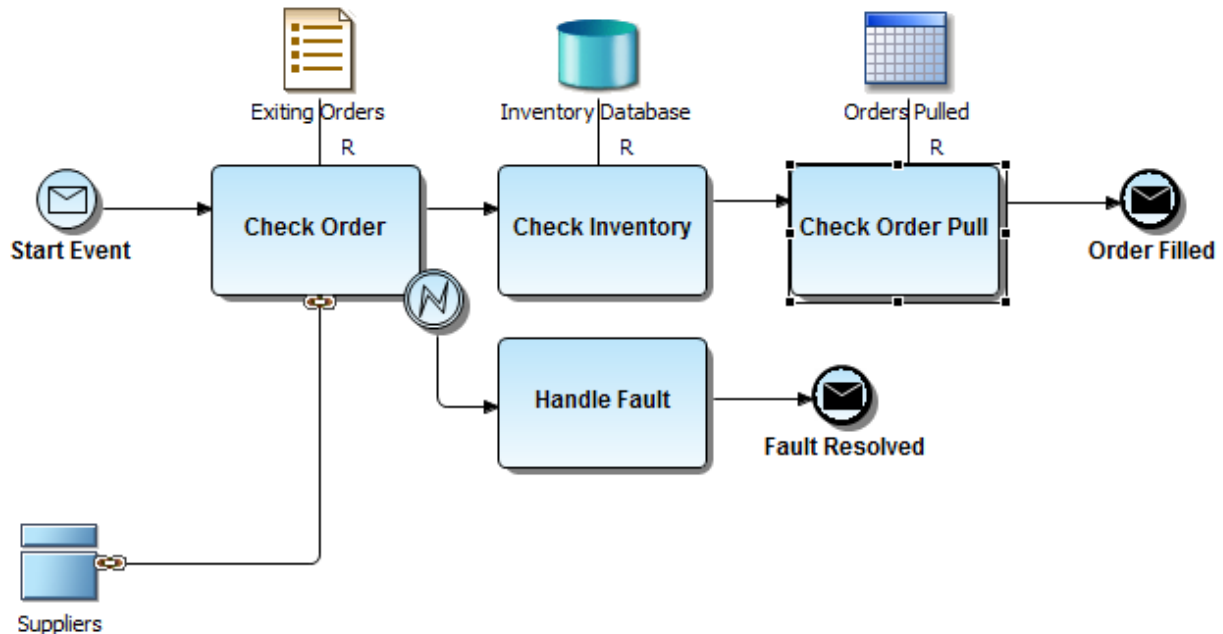 Exiting Orders
Inventory Database
Orders Pulled
R
R
R
Start Event
Check Order
Check Inventory
Check Order Pull
Order Filled
Handle Fault
Fault Resolved
Suppliers